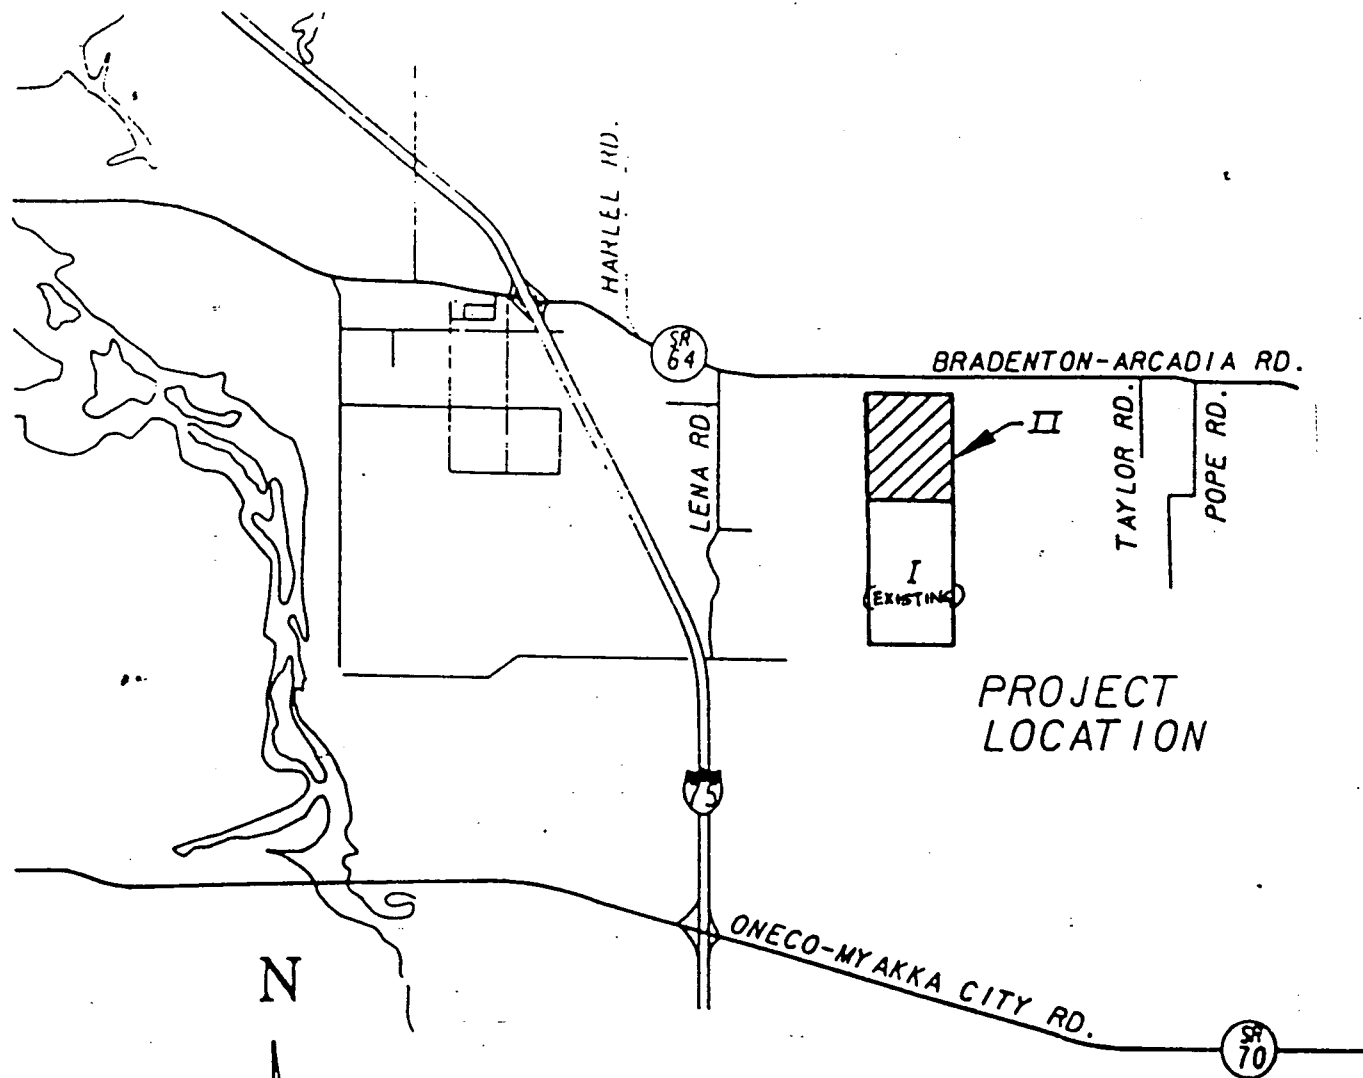 HARLEL RD.
SR
64
BRADENTON-ARCADIA RD.
II
LENA RD
TAYLOR RD.
POPE RD.
I
(EXISTING)
PROJECT
LOCATION
75
ONECO-MYAKKA CITY RD.
N
SR
70